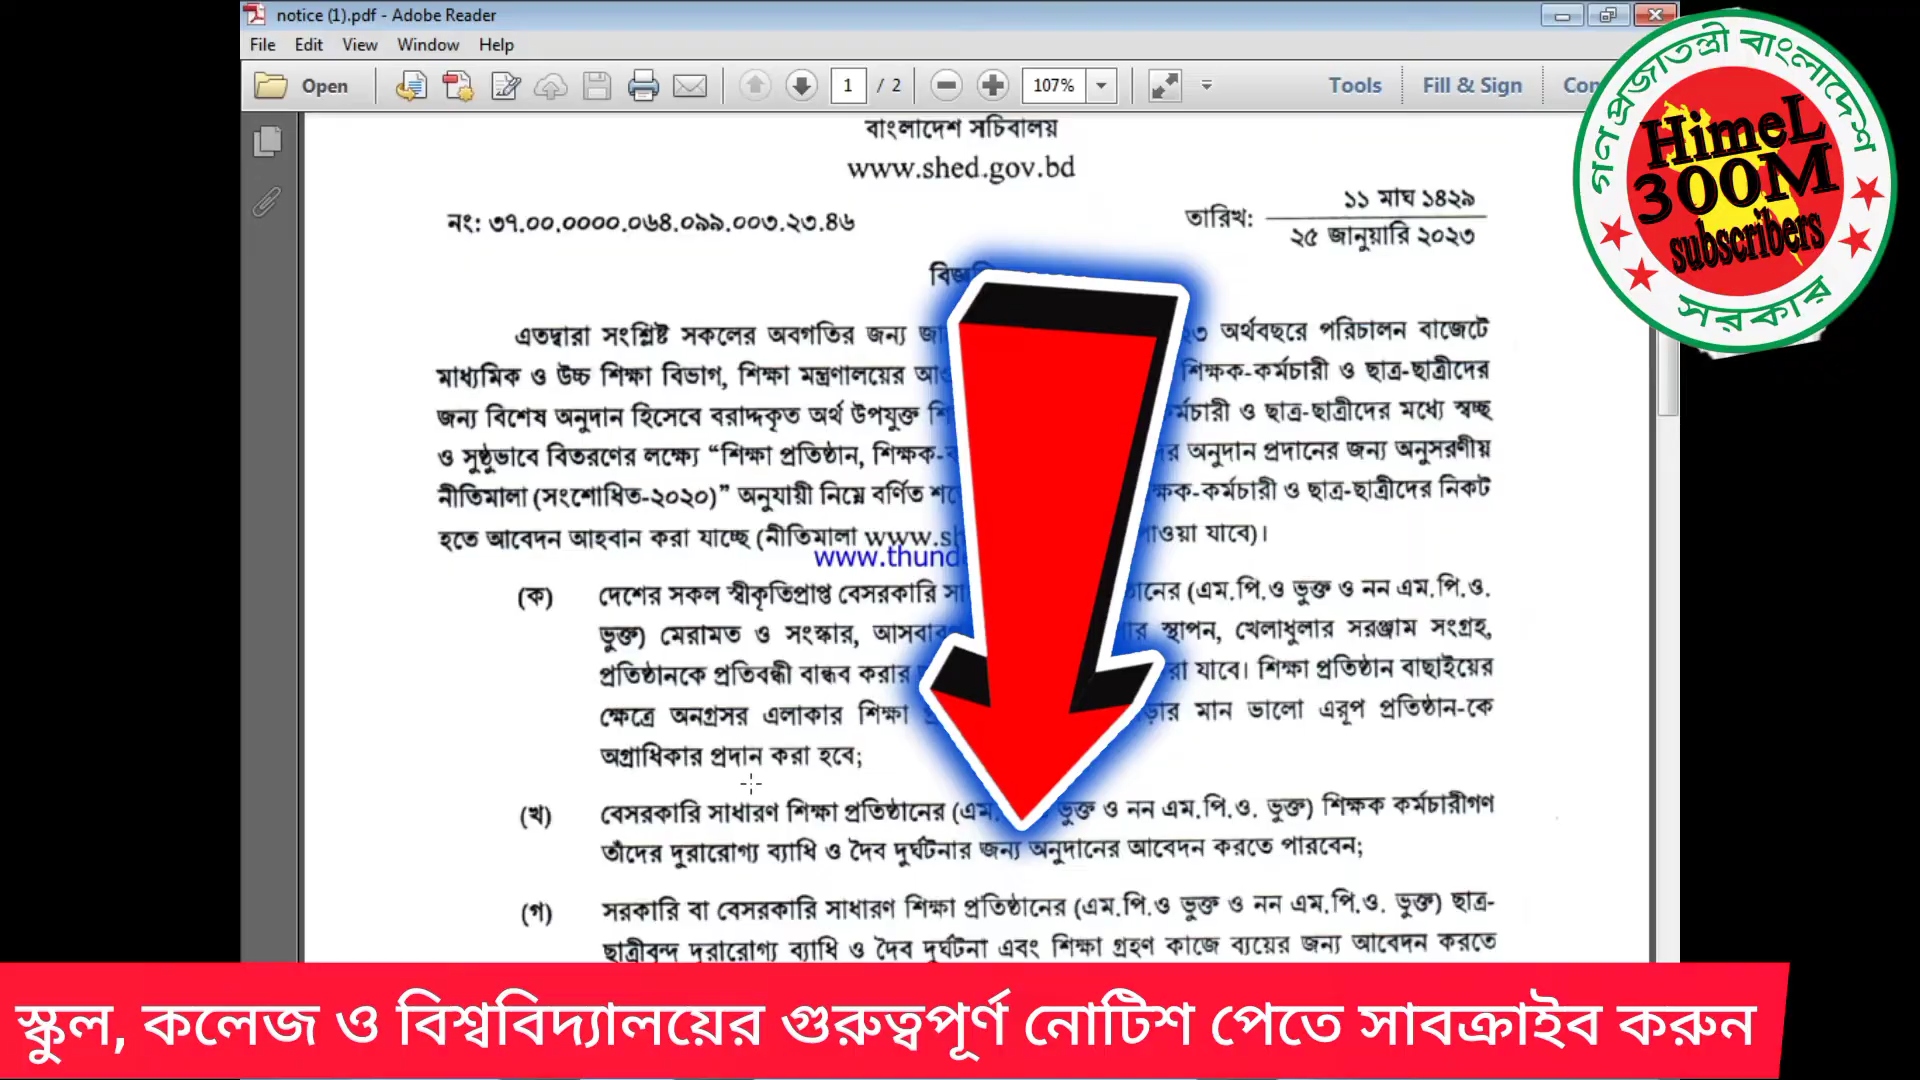 notice (1).pdf - Adobe Reader
File Edit View Window Help
Open 1 / 2 107% Tools Fill & Sign
বাংলাদেশ সচিবালয়
www.shed.gov.bd
নং: ৩৭.০০.০০০০.০৬৪.০৯৯.০০৩.২৩.৪৬
তারিখ: ১১ মাঘ ১৪২৯
২৫ জানুয়ারি ২০২৩
এতদ্বারা সংশ্লিষ্ট সকলের অবগতির জন্য অর্থবছরে পরিচালন বাজেটে
মাধ্যমিক ও উচ্চ শিক্ষা বিভাগ, শিক্ষা মন্ত্রণালয়ের শিক্ষক-কর্মচারী ও ছাত্র-ছাত্রীদের
জন্য বিশেষ অনুদান হিসেবে বরাদ্দকৃত অর্থ উপযুক্ত ও ছাত্র-ছাত্রীদের মধ্যে স্বচ্ছ
ও সুষ্ঠুভাবে বিতরণের লক্ষ্যে “শিক্ষা প্রতিষ্ঠান, শিক্ষক- অনুদান প্রদানের জন্য অনুসরণীয়
নীতিমালা (সংশোধিত-২০২০)” অনুযায়ী নিম্নে বর্ণিত ও ছাত্র-ছাত্রীদের নিকট
হতে আবেদন আহবান করা যাচ্ছে (নীতিমালা যাবে)।
(ক) দেশের সকল স্বীকৃতিপ্রাপ্ত বেসরকারি (এম.পি.ও ভুক্ত ও নন এম.পি.ও.
ভুক্ত) মেরামত ও সংস্কার, স্থাপন, খেলাধুলার সরঞ্জাম সংগ্রহ,
প্রতিষ্ঠানকে প্রতিবন্ধী বান্ধব করার যাবে। শিক্ষা প্রতিষ্ঠান বাছাইয়ের
ক্ষেত্রে অনগ্রসর এলাকার শিক্ষা মান ভালো এরূপ প্রতিষ্ঠান-কে
অগ্রাধিকার প্রদান করা হবে;
(খ) বেসরকারি সাধারণ শিক্ষা প্রতিষ্ঠানের ভুক্ত ও নন এম.পি.ও. ভুক্ত) শিক্ষক কর্মচারীগণ
তাঁদের দুরারোগ্য ব্যাধি ও দৈব দুর্ঘটনার জন্য অনুদানের আবেদন করতে পারবেন;
(গ) সরকারি বা বেসরকারি সাধারণ শিক্ষা প্রতিষ্ঠানের (এম.পি.ও ভুক্ত ও নন এম.পি.ও. ভুক্ত) ছাত্র-
ছাত্রীবৃন্দ দুরারোগ্য ব্যাধি ও দৈব দুর্ঘটনা এবং শিক্ষা গ্রহণ কাজে ব্যয়ের জন্য আবেদন করতে
গণপ্রজাতন্ত্রী বাংলাদেশ
HimeL
300M
subscribers
সরকার
স্কুল, কলেজ ও বিশ্ববিদ্যালয়ের গুরুত্বপূর্ণ নোটিশ পেতে সাবক্রাইব করুন